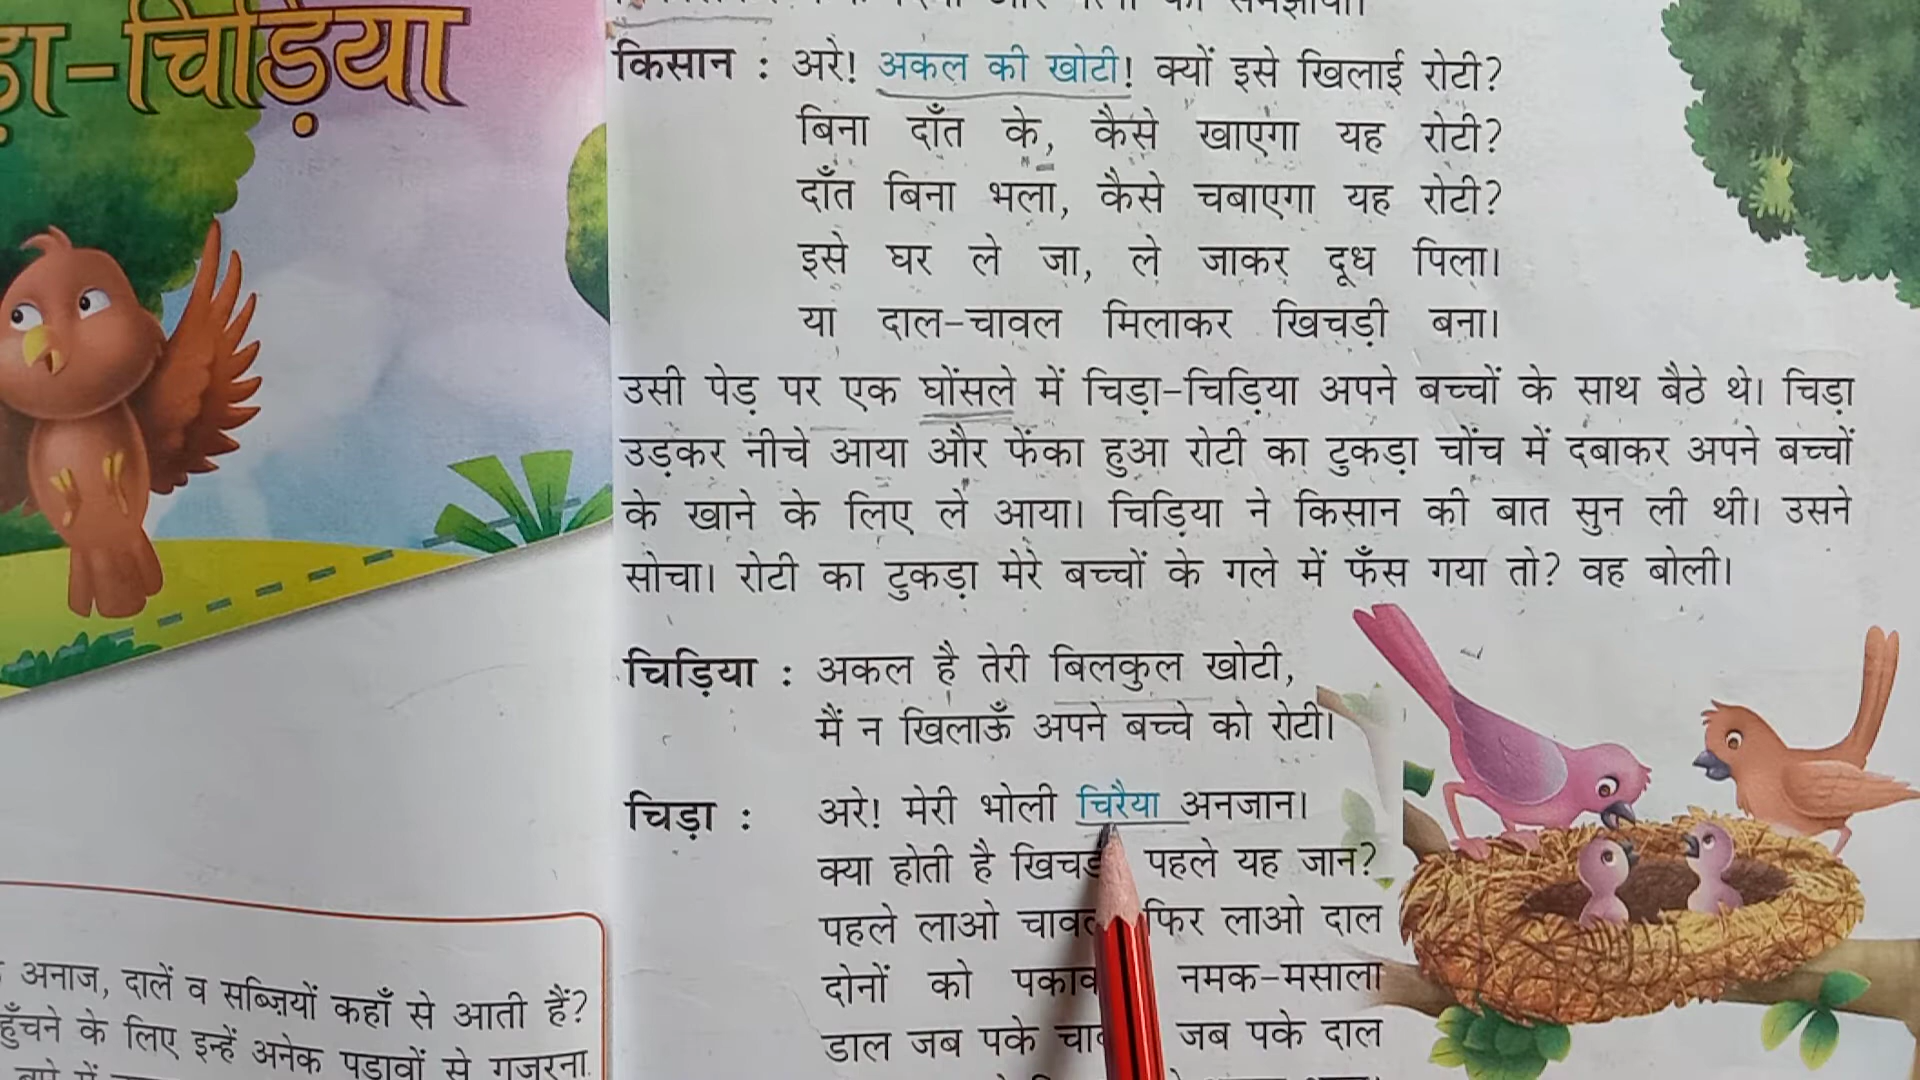 ड़ा-चिड़िया
किसान : अरे! अकल की खोटी! क्यों इसे खिलाई रोटी?
बिना दाँत के, कैसे खाएगा यह रोटी?
दाँत बिना भला, कैसे चबाएगा यह रोटी?
इसे घर ले जा, ले जाकर दूध पिला।
या दाल-चावल मिलाकर खिचड़ी बना।
उसी पेड़ पर एक घोंसले में चिड़ा-चिड़िया अपने बच्चों के साथ बैठे थे। चिड़ा
उड़कर नीचे आया और फेंका हुआ रोटी का टुकड़ा चोंच में दबाकर अपने बच्चों
के खाने के लिए ले आया। चिड़िया ने किसान की बात सुन ली थी। उसने
सोचा। रोटी का टुकड़ा मेरे बच्चों के गले में फँस गया तो? वह बोली।
चिड़िया : अकल है तेरी बिलकुल खोटी,
मैं न खिलाऊँ अपने बच्चे को रोटी।
चिड़ा : अरे! मेरी भोली चिरैया अनजान।
क्या होती है पहले यह जान?
पहले लाओ फिर लाओ दाल
दोनों को नमक-मसाला
डाल जब पके जब पके दाल
अनाज, दालें व सब्ज़ियों कहाँ से आती हैं?
के लिए इन्हें अनेक पड़ावों से गुज़रना